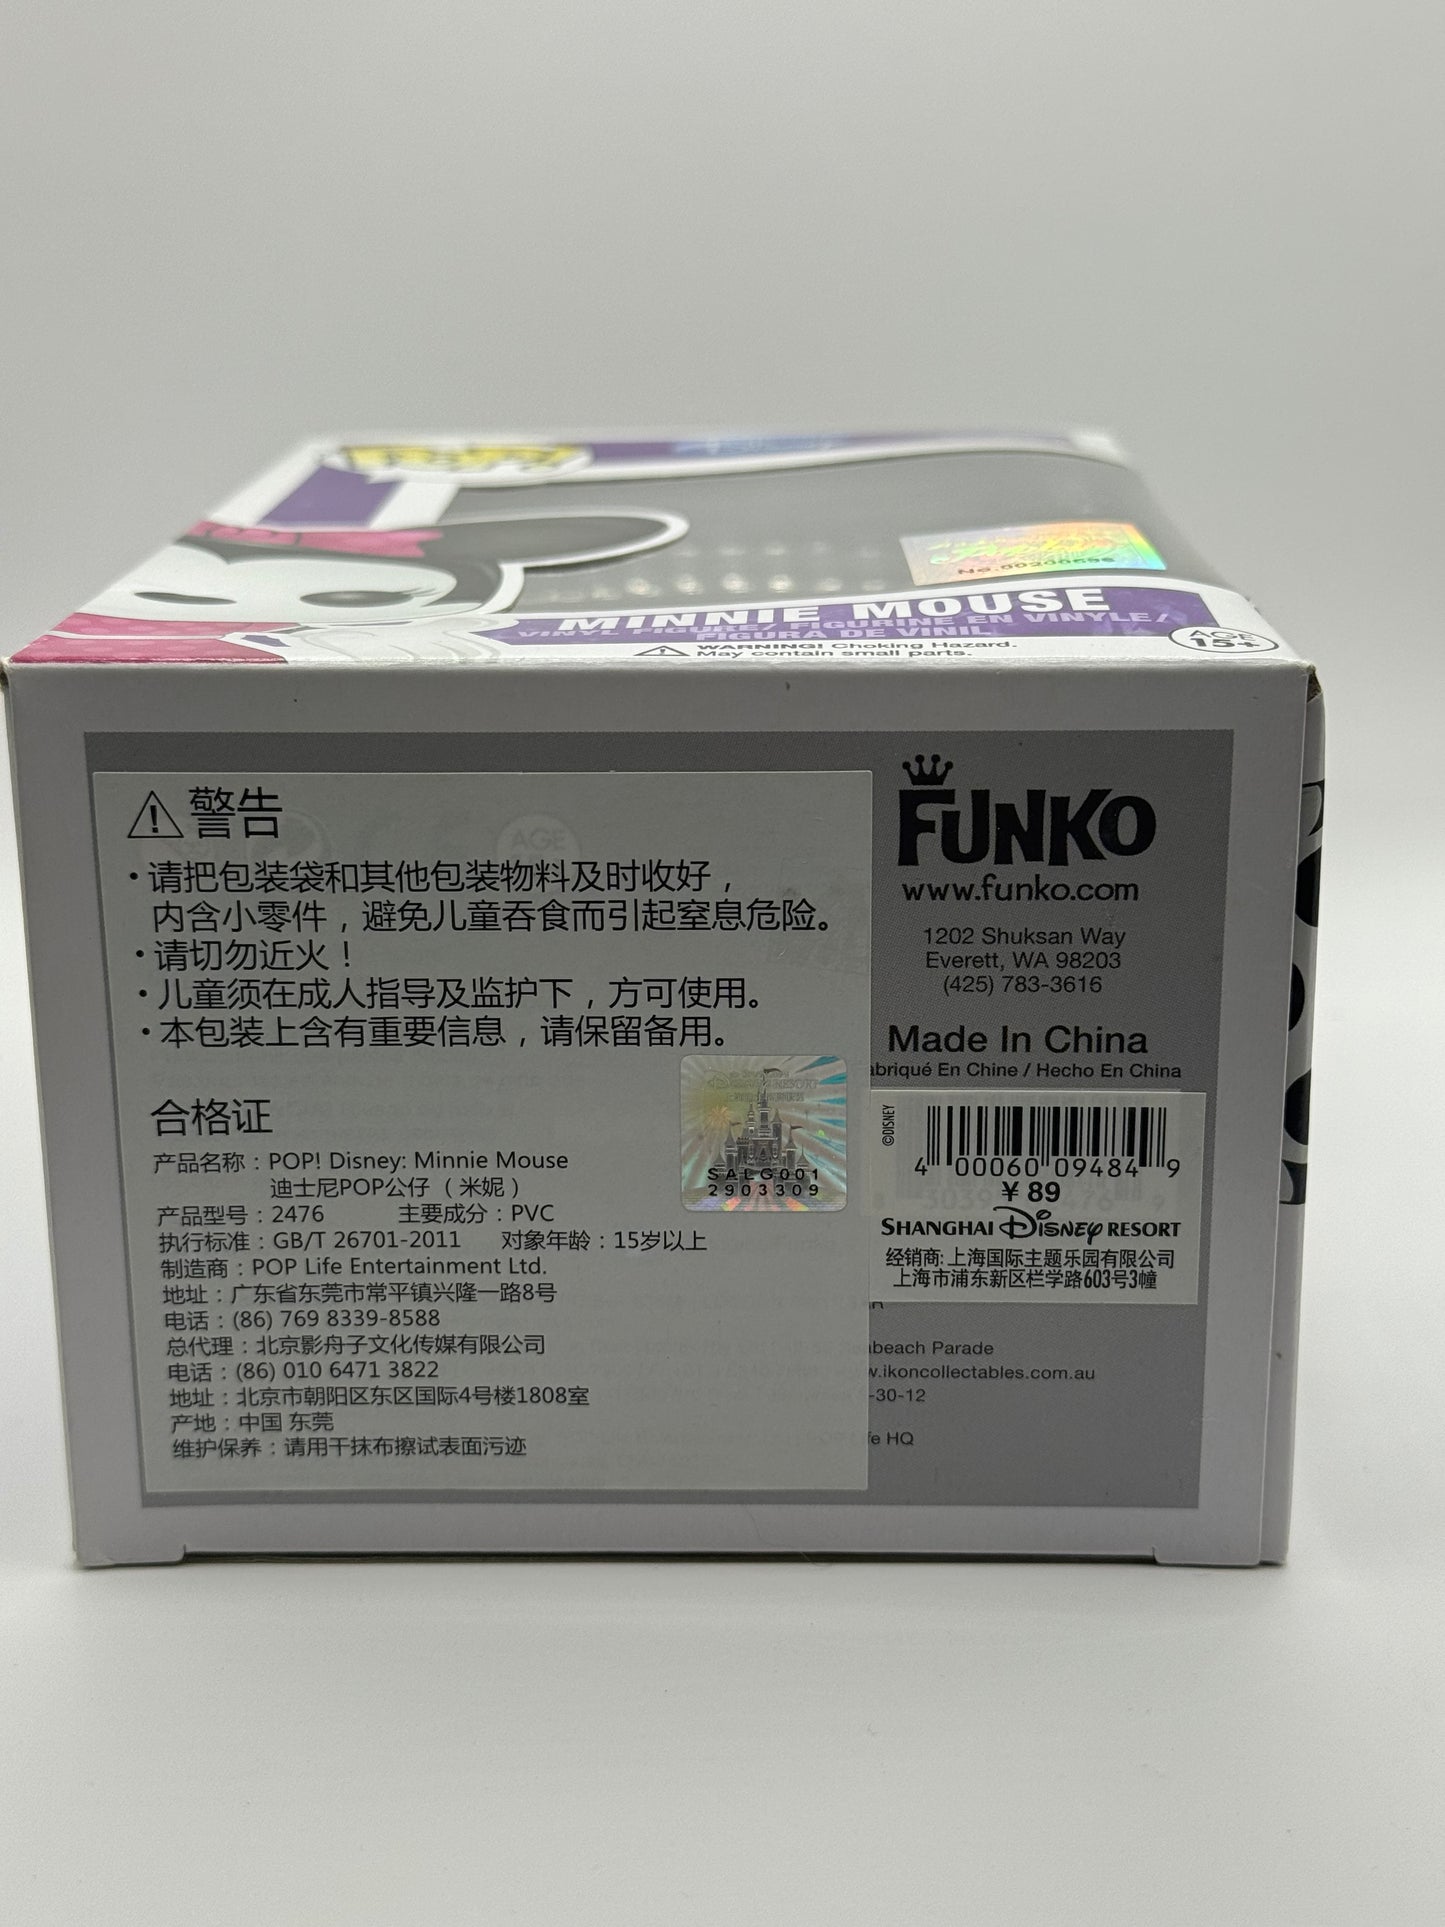 MINNIE MOUSE
VINYL FIGURE / FIGURINE EN VINYLE /
FIGURA DE VINIL
WARNING! Choking Hazard.
May contain small parts.
AGE
15+
警告
·请把包装袋和其他包装物料及时收好，
内含小零件，避免儿童吞食而引起窒息危险。
·请切勿近火！
·儿童须在成人指导及监护下，方可使用。
·本包装上含有重要信息，请保留备用。
合格证
产品名称：POP! Disney: Minnie Mouse
迪士尼POP公仔（米妮）
产品型号：2476 主要成分：PVC
执行标准：GB/T 26701-2011 对象年龄：15岁以上
制造商：POP Life Entertainment Ltd.
地址：广东省东莞市常平镇兴隆一路8号
电话：(86) 769 8339-8588
总代理：北京影舟子文化传媒有限公司
电话：(86) 010 6471 3822
地址：北京市朝阳区东区国际4号楼1808室
产地：中国 东莞
维护保养：请用干抹布擦试表面污迹
SALG001
2903309
FUNKO
www.funko.com
1202 Shuksan Way
Everett, WA 98203
(425) 783-3616
Made In China
abriqué En Chine / Hecho En China
©DISNEY
4 00060 09484 9
¥ 89
SHANGHAI Disney RESORT
经销商: 上海国际主题乐园有限公司
上海市浦东新区栏学路603号3幢
beach Parade
w.ikoncollectables.com.au
-30-12
fe HQ